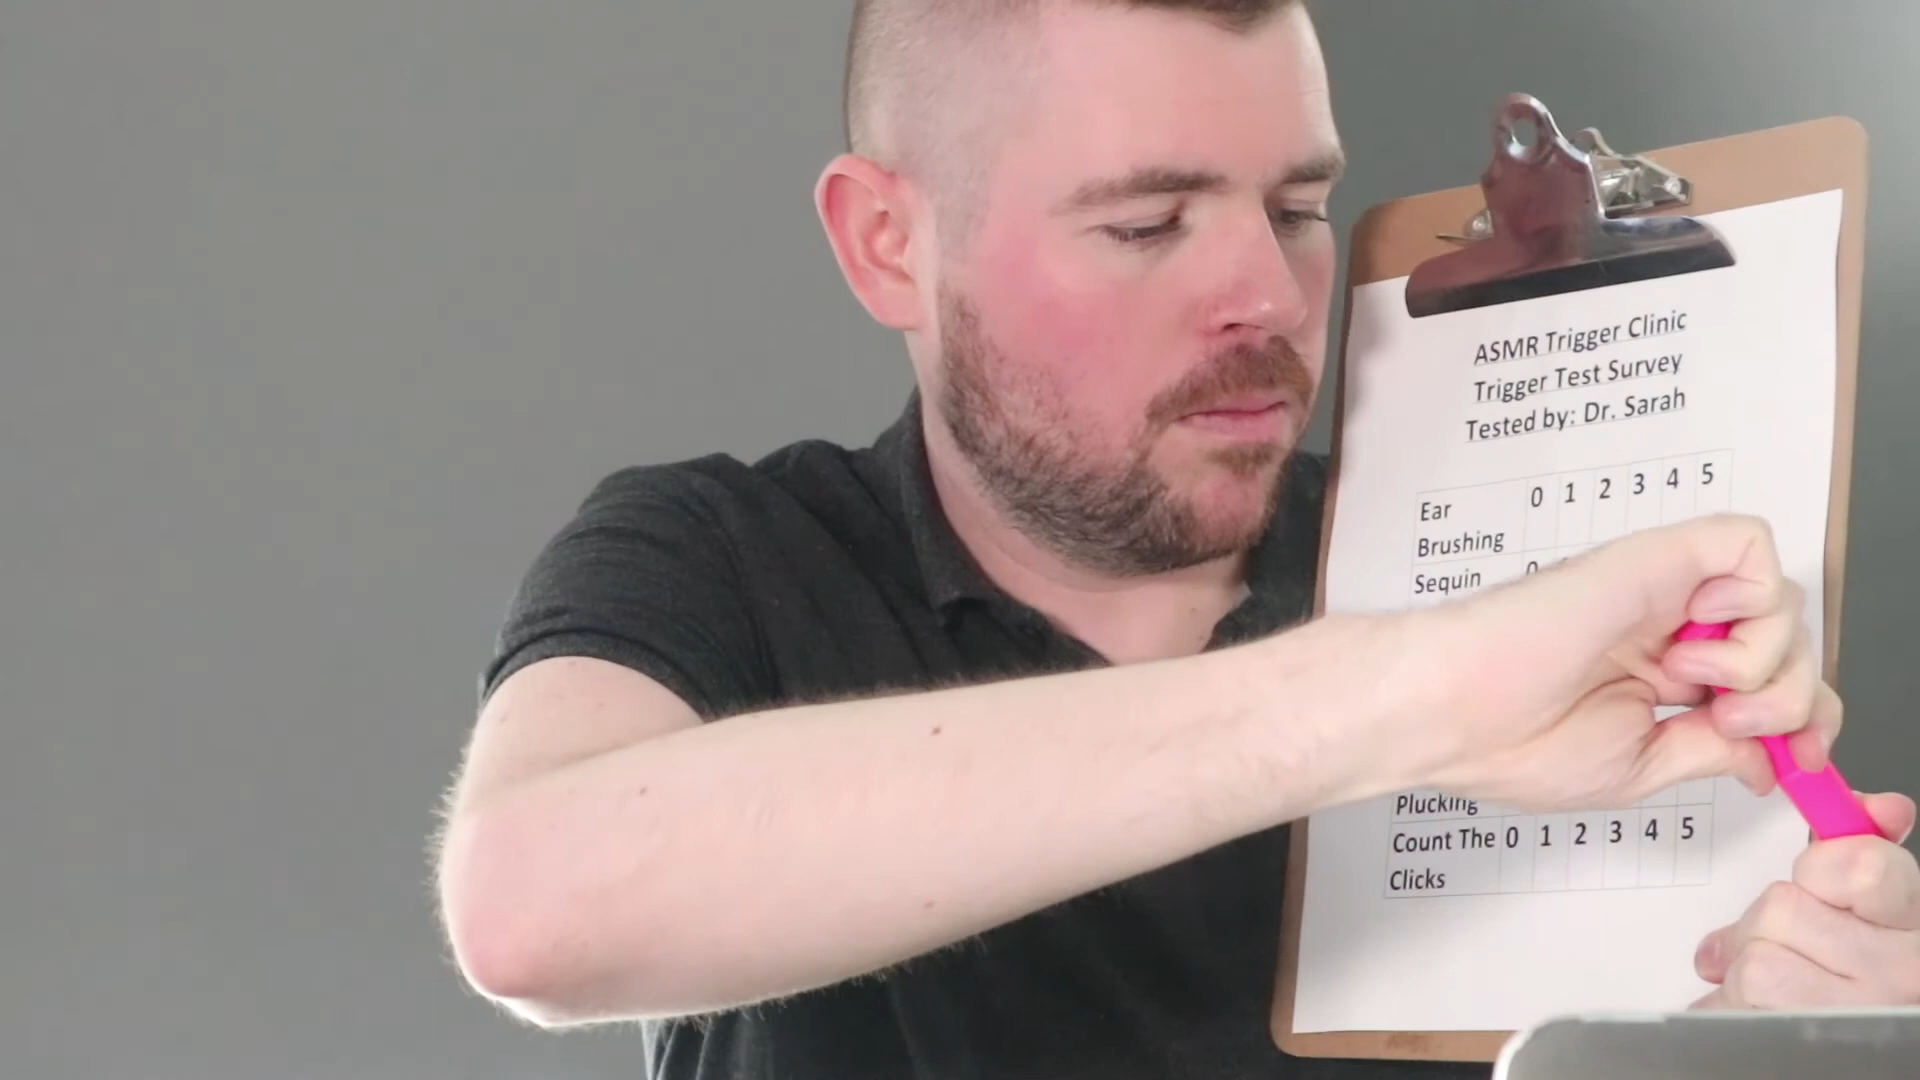 ASMR Trigger Clinic
Trigger Test Survey
Tested by: Dr. Sarah
Ear 0 1 2 3 4 5
Brushing
Sequin 0
Plucking
Count The 0 1 2 3 4 5
Clicks